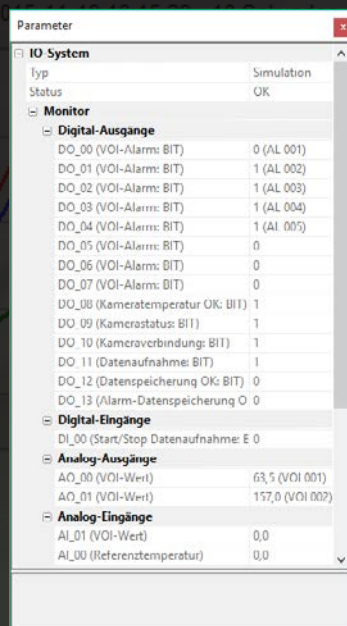 Parameter
IO-System
Typ Simulation
Status OK
Monitor
Digital-Ausgänge
DO_00 (VOI-Alarm: BIT) 0 (AL 001)
DO_01 (VOI-Alarm: BIT) 1 (AL 002)
DO_02 (VOI-Alarm: BIT) 1 (AL 003)
DO_03 (VOI-Alarm: BIT) 1 (AL 004)
DO_04 (VOI-Alarm: BIT) 1 (AL 005)
DO_05 (VOI-Alarm: BIT) 0
DO_06 (VOI-Alarm: BIT) 0
DO_07 (VOI-Alarm: BIT) 0
DO_08 (Kameratemperatur OK: BIT) 1
DO_09 (Kamerastatus: BIT) 1
DO_10 (Kameraverbindung: BIT) 1
DO_11 (Datenaufnahme: BIT) 1
DO_12 (Datenspeicherung OK: BIT) 0
DO_13 (Alarm-Datenspeicherung O 0
Digital-Eingänge
DI_00 (Start/Stop Datenaufnahme: E 0
Analog-Ausgänge
AO_00 (VOI-Wert) 63,5 (VOI 001)
AO_01 (VOI-Wert) 157,0 (VOI 002)
Analog-Eingänge
AI_01 (VOI-Wert) 0,0
AI_00 (Referenztemperatur) 0,0